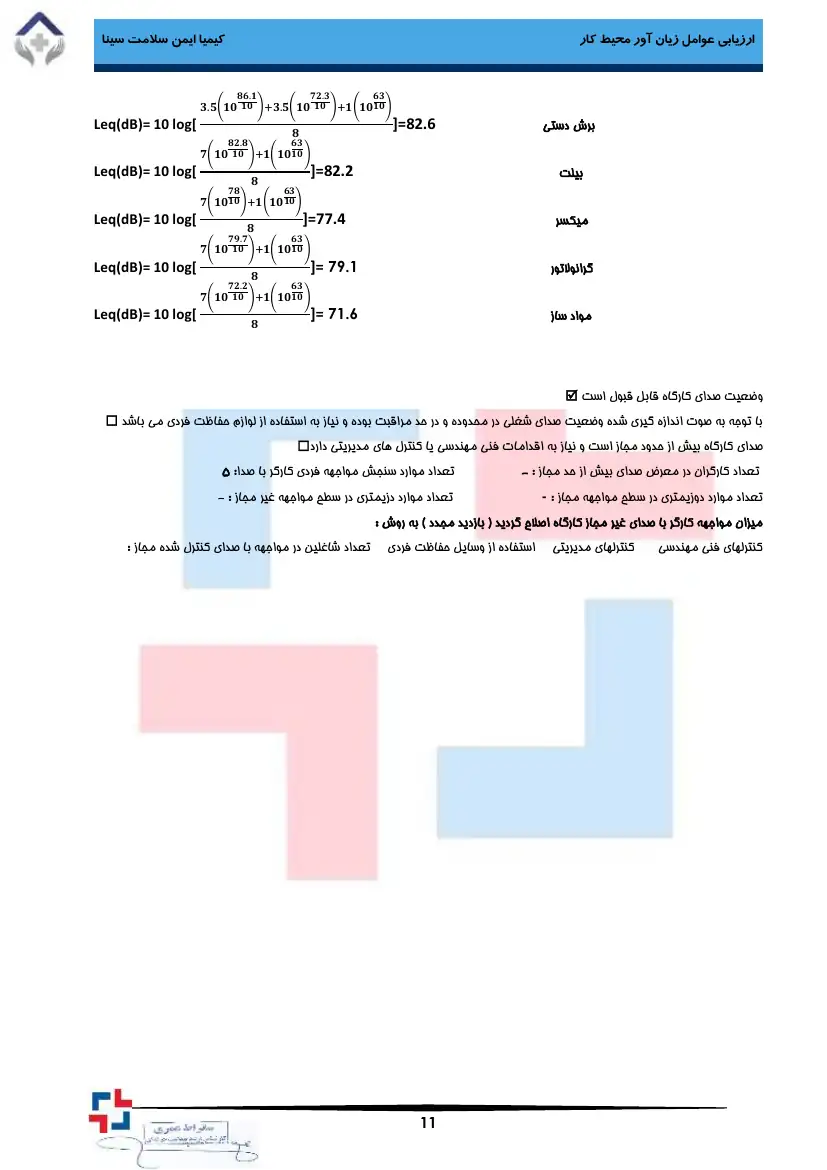 ارزیابی عوامل زیان آور محیط کار کیمیا ایمن سلامت سینا
Leq(dB)= 10 log[ (3.5(10^(86.1/10))+3.5(10^(72.3/10))+1(10^(63/10)))/8 ]=82.6 برش دستی
Leq(dB)= 10 log[ (7(10^(82.8/10))+1(10^(63/10)))/8 ]=82.2 بیلت
Leq(dB)= 10 log[ (7(10^(78/10))+1(10^(63/10)))/8 ]=77.4 میکسر
Leq(dB)= 10 log[ (7(10^(79.7/10))+1(10^(63/10)))/8 ]= 79.1 گرانولاتور
Leq(dB)= 10 log[ (7(10^(72.2/10))+1(10^(63/10)))/8 ]= 71.6 مواد ساز
وضعیت صدای کارگاه قابل قبول است ☑
با توجه به صوت اندازه گیری شده وضعیت صدای شغلی در محدوده و در حد مراقبت بوده و نیاز به استفاده از لوازم حفاظت فردی می باشد ☐
صدای کارگاه بیش از حدود مجاز است و نیاز به اقدامات فنی مهندسی یا کنترل های مدیریتی دارد☐
تعداد کارگران در معرض صدای بیش از حد مجاز : – تعداد موارد سنجش مواجهه فردی کارگر با صدا: ۵
تعداد موارد دوزیمتری در سطح مواجهه مجاز : - تعداد موارد دزیمتری در سطح مواجهه غیر مجاز : –
میزان مواجهه کارگر با صدای غیر مجاز کارگاه اصلاح گردید ( بازدید مجدد ) به روش :
کنترلهای فنی مهندسی کنترلهای مدیریتی استفاده از وسایل حفاظت فردی تعداد شاغلین در مواجهه با صدای کنترل شده مجاز :
11